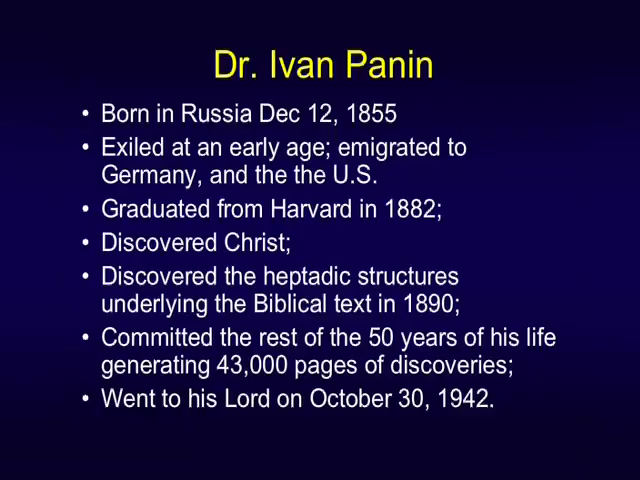 Dr. Ivan Panin
• Born in Russia Dec 12, 1855
• Exiled at an early age; emigrated to
Germany, and the the U.S.
• Graduated from Harvard in 1882;
• Discovered Christ;
• Discovered the heptadic structures
underlying the Biblical text in 1890;
• Committed the rest of the 50 years of his life
generating 43,000 pages of discoveries;
• Went to his Lord on October 30, 1942.